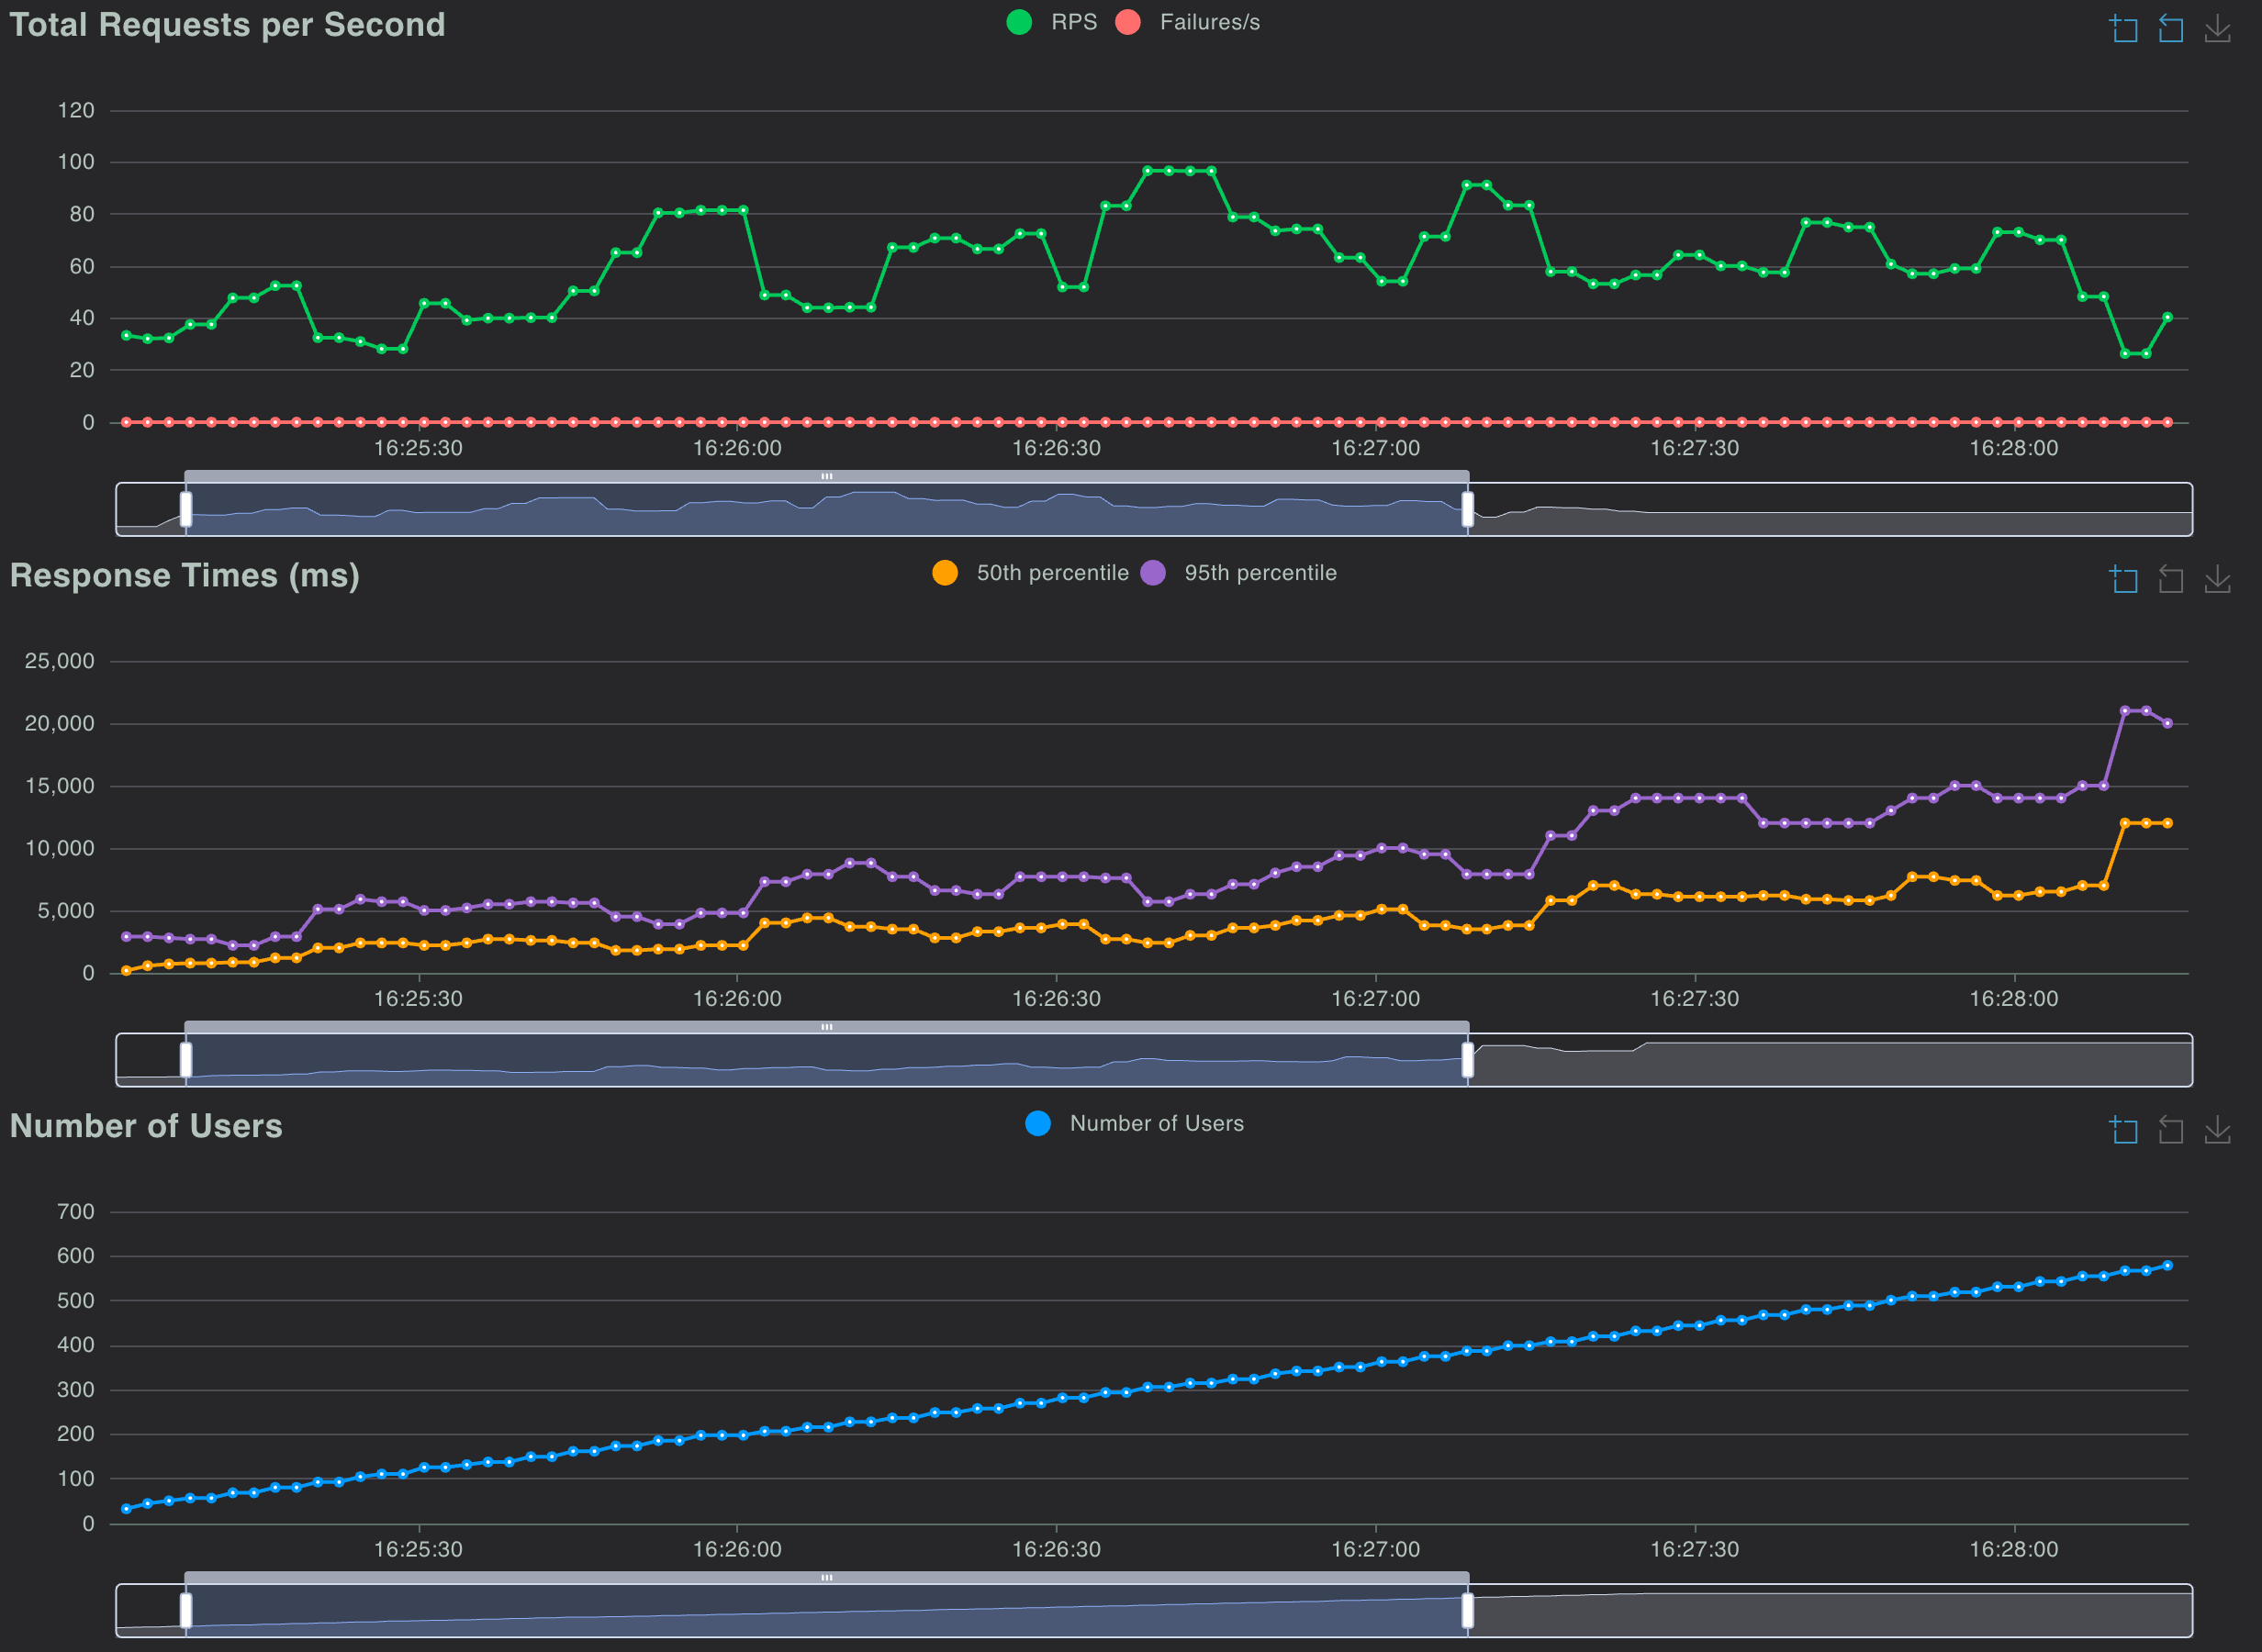 Total Requests per Second
RPS Failures/s
120
100
80
60
40
20
0
16:25:30 16:26:00 16:26:30 16:27:00 16:27:30 16:28:00
Response Times (ms)
50th percentile 95th percentile
25,000
20,000
15,000
10,000
5,000
0
16:25:30 16:26:00 16:26:30 16:27:00 16:27:30 16:28:00
Number of Users
Number of Users
700
600
500
400
300
200
100
0
16:25:30 16:26:00 16:26:30 16:27:00 16:27:30 16:28:00